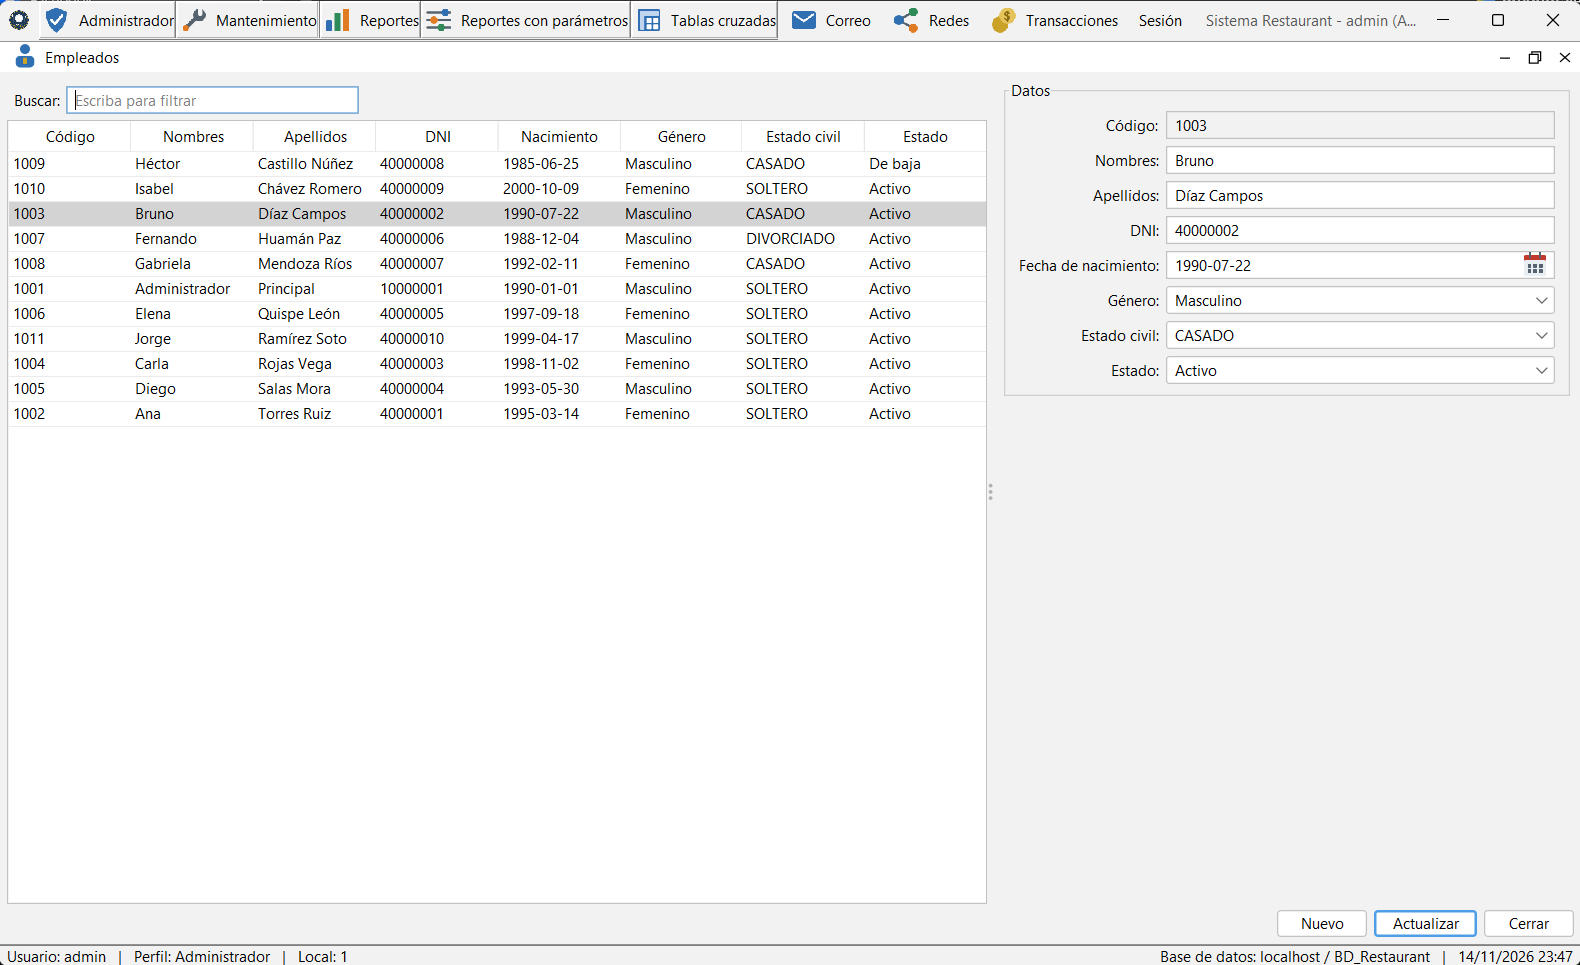 Administrador Mantenimiento Reportes Reportes con parámetros Tablas cruzadas Correo Redes Transacciones Sesión Sistema Restaurant - admin (A...
Empleados
Buscar: Escriba para filtrar
Código Nombres Apellidos DNI Nacimiento Género Estado civil Estado
1009 Héctor Castillo Núñez 40000008 1985-06-25 Masculino CASADO De baja
1010 Isabel Chávez Romero 40000009 2000-10-09 Femenino SOLTERO Activo
1003 Bruno Díaz Campos 40000002 1990-07-22 Masculino CASADO Activo
1007 Fernando Huamán Paz 40000006 1988-12-04 Masculino DIVORCIADO Activo
1008 Gabriela Mendoza Ríos 40000007 1992-02-11 Femenino CASADO Activo
1001 Administrador Principal 10000001 1990-01-01 Masculino SOLTERO Activo
1006 Elena Quispe León 40000005 1997-09-18 Femenino SOLTERO Activo
1011 Jorge Ramírez Soto 40000010 1999-04-17 Masculino SOLTERO Activo
1004 Carla Rojas Vega 40000003 1998-11-02 Femenino SOLTERO Activo
1005 Diego Salas Mora 40000004 1993-05-30 Masculino SOLTERO Activo
1002 Ana Torres Ruiz 40000001 1995-03-14 Femenino SOLTERO Activo
Datos
Código: 1003
Nombres: Bruno
Apellidos: Díaz Campos
DNI: 40000002
Fecha de nacimiento: 1990-07-22
Género: Masculino
Estado civil: CASADO
Estado: Activo
Nuevo Actualizar Cerrar
Usuario: admin | Perfil: Administrador | Local: 1 Base de datos: localhost / BD_Restaurant | 14/11/2026 23:47